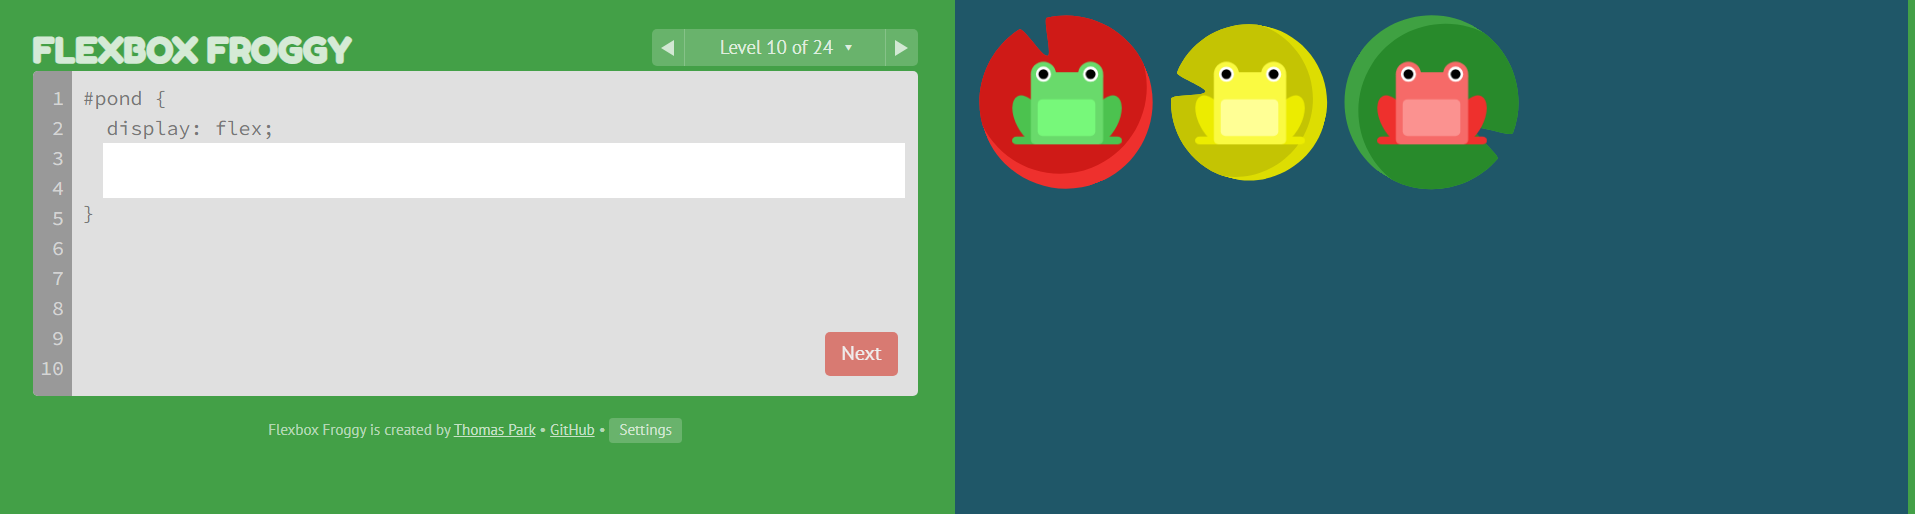 FLEXBOX FROGGY
Level 10 of 24 ▼
1 #pond {
2 display: flex;
3
4
5 }
6
7
8
9
10
Next
Flexbox Froggy is created by Thomas Park • GitHub • Settings